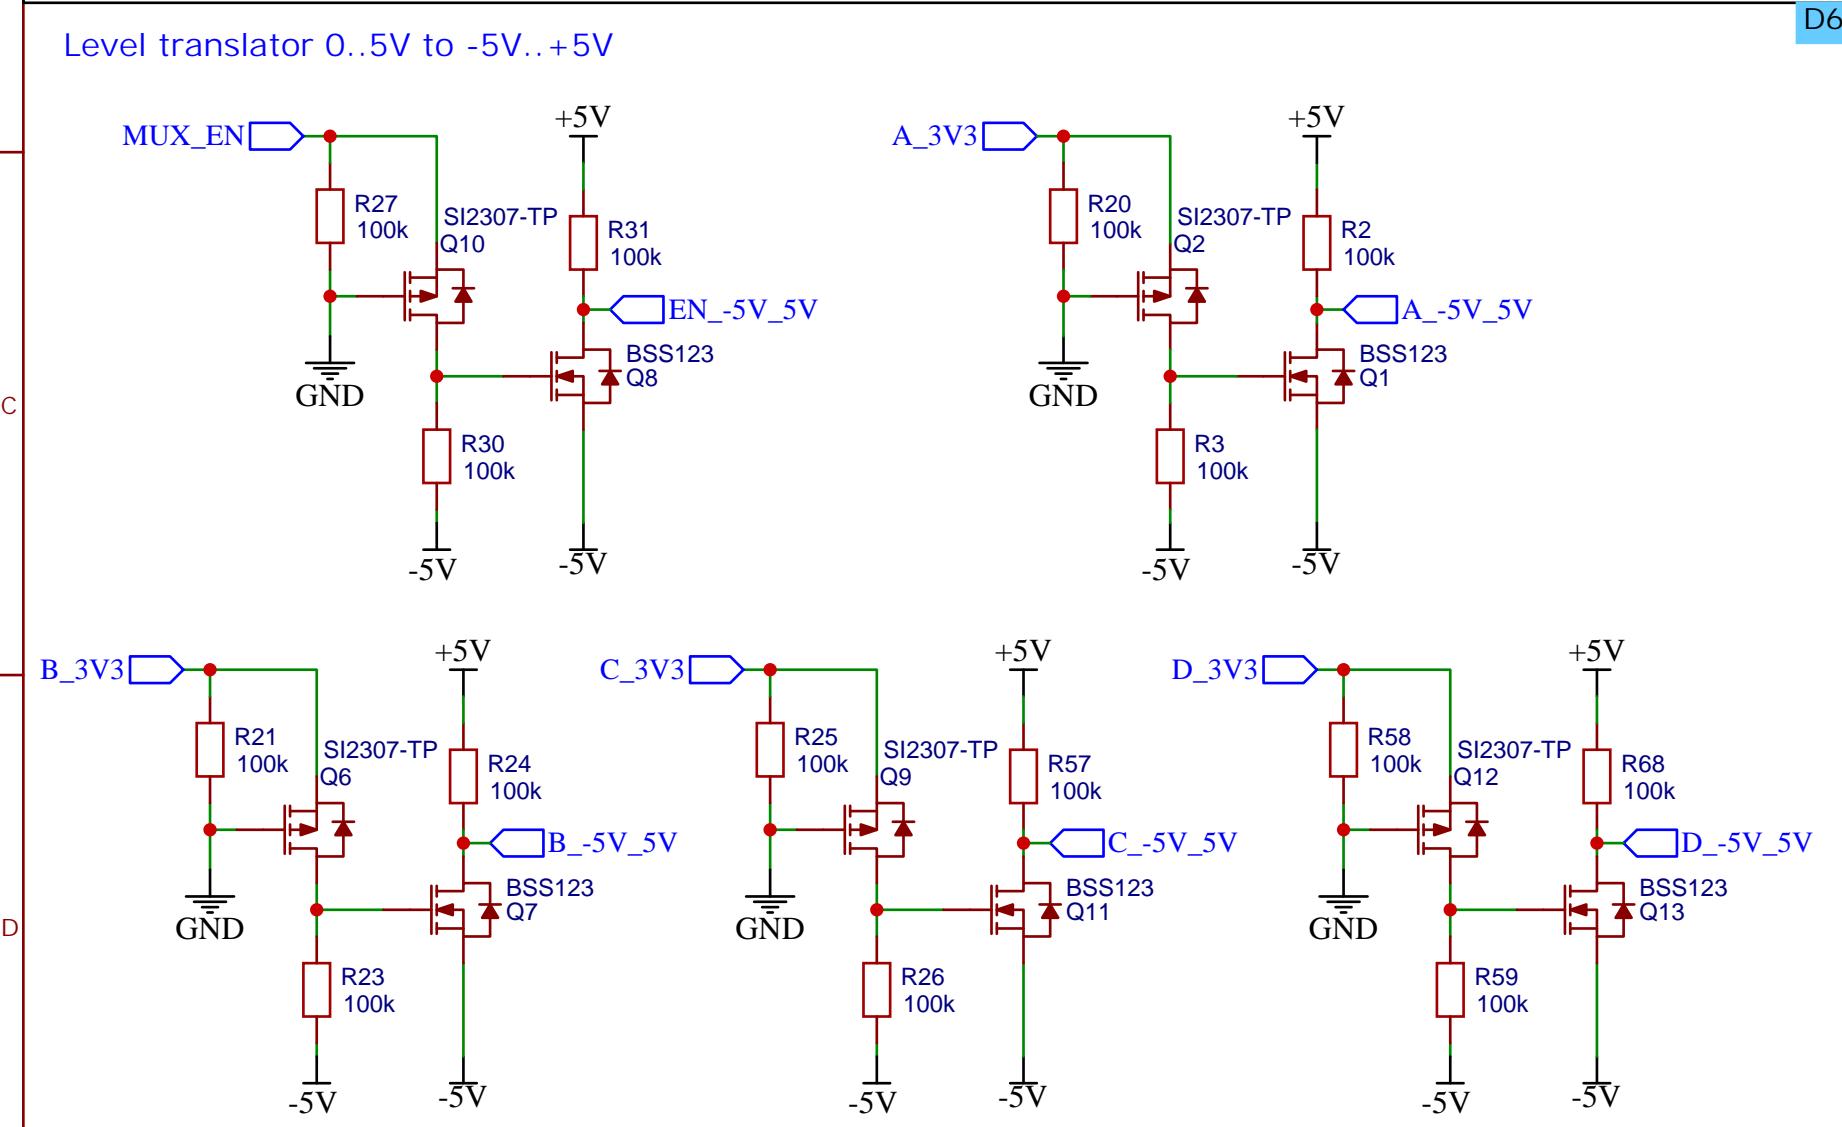 D6
Level translator 0..5V to -5V..+5V
MUX_EN
R27
100k
SI2307-TP
Q10
+5V
R31
100k
EN_-5V_5V
BSS123
Q8
GND
R30
100k
-5V
-5V
A_3V3
R20
100k
SI2307-TP
Q2
+5V
R2
100k
A_-5V_5V
BSS123
Q1
GND
R3
100k
-5V
-5V
C
B_3V3
R21
100k
SI2307-TP
Q6
+5V
R24
100k
B_-5V_5V
BSS123
Q7
GND
R23
100k
-5V
-5V
C_3V3
R25
100k
SI2307-TP
Q9
+5V
R57
100k
C_-5V_5V
BSS123
Q11
GND
R26
100k
-5V
-5V
D_3V3
R58
100k
SI2307-TP
Q12
+5V
R68
100k
D_-5V_5V
BSS123
Q13
GND
R59
100k
-5V
-5V
D